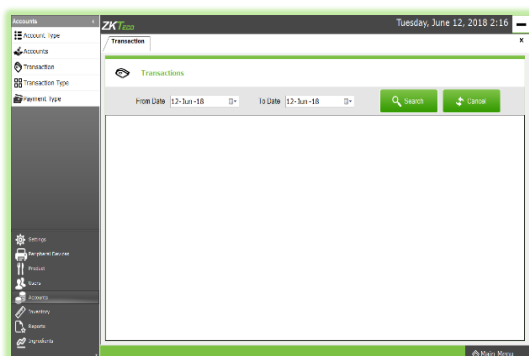 Accounts
Account Type
Accounts
Transaction
Transaction Type
Payment Type
Settings
Peripheral Devices
Product
Users
Accounts
Inventory
Reports
Ingredients
ZKTeco
Tuesday, June 12, 2018 2:16
Transaction
x
Transactions
From Date 12-Jun-18 To Date 12-Jun-18 Search Cancel
Main Menu